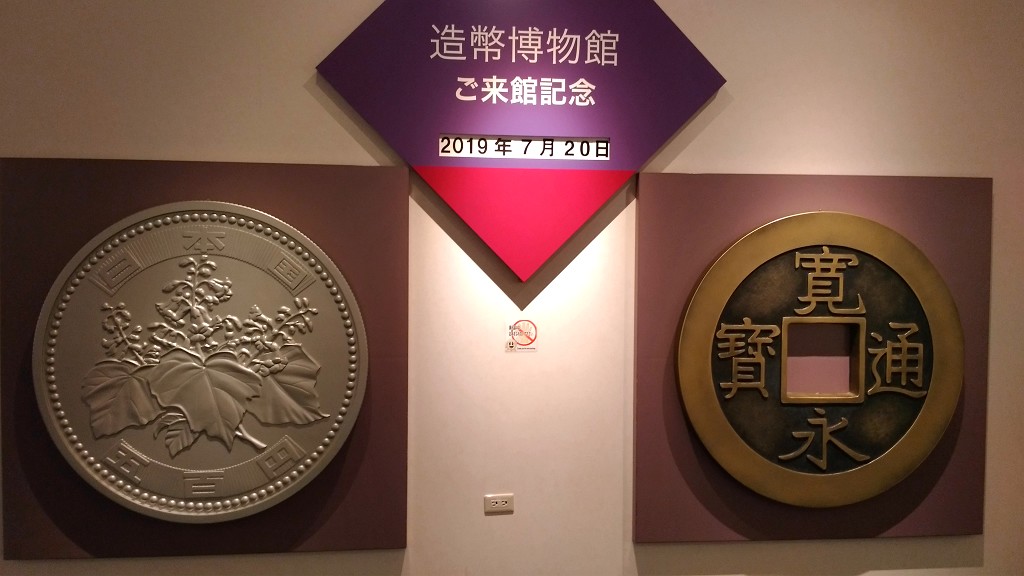 造幣博物館
ご来館記念
2019年7月20日
日本国
五百円
寛永通寳